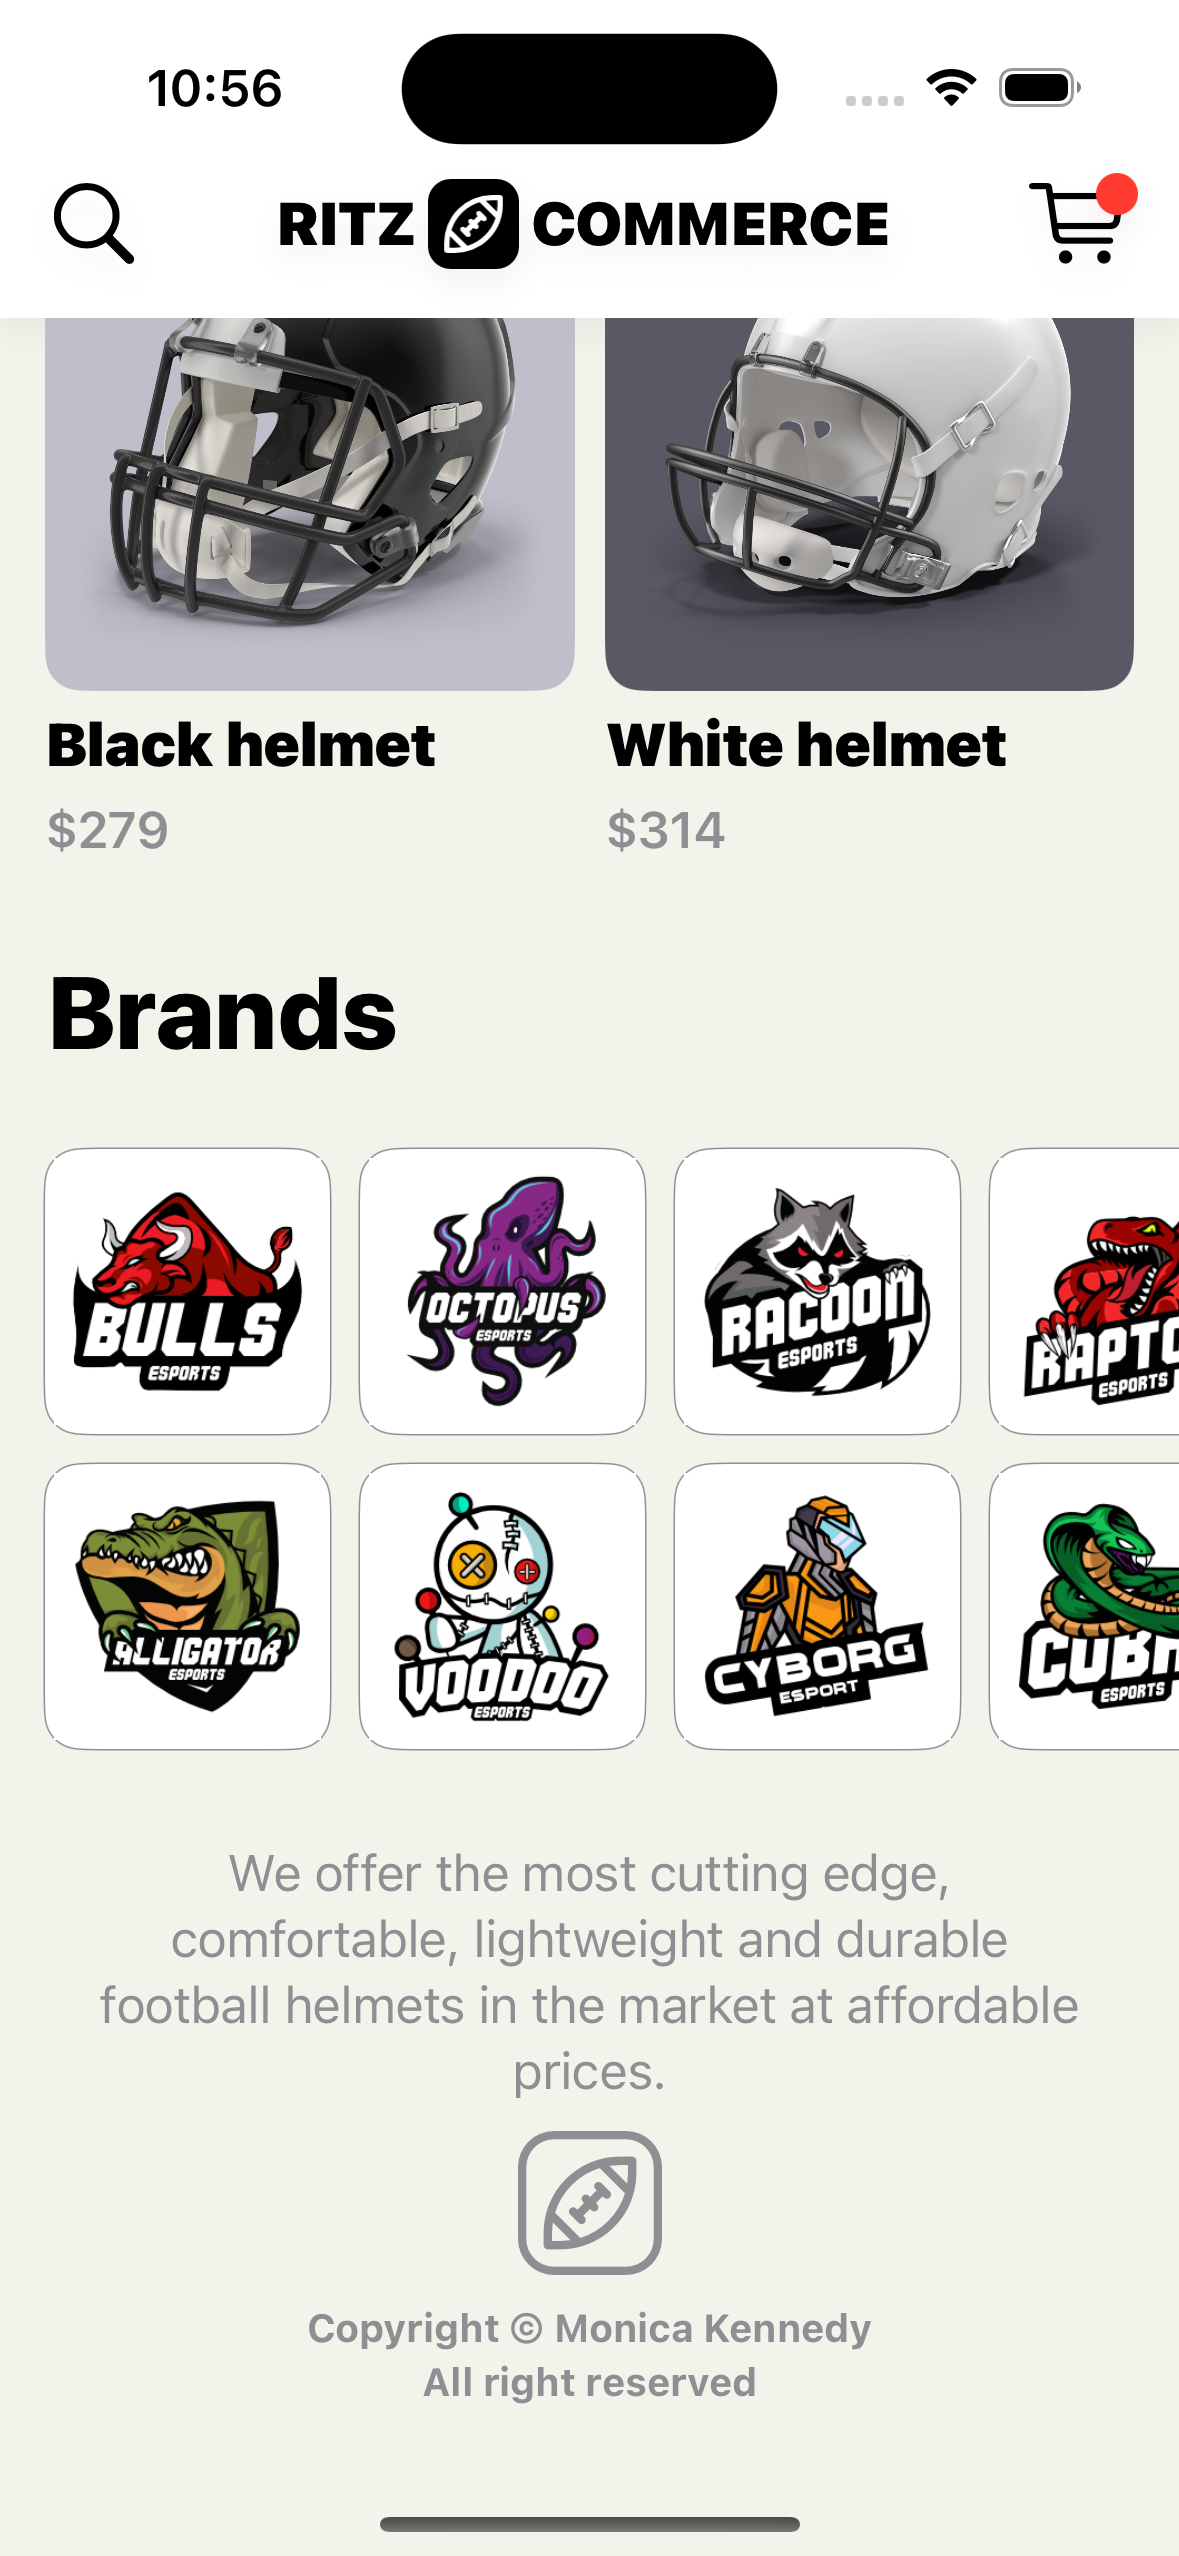 10:56
RITZ COMMERCE
Black helmet
White helmet
$279
$314
Brands
BULLS
ESPORTS
OCTOPUS
ESPORTS
RACOON
ESPORTS
RAPTO
ESPORTS
ALLIGATOR
ESPORTS
VOODOO
ESPORTS
CYBORG
ESPORT
CUBR
ESPORTS
We offer the most cutting edge,
comfortable, lightweight and durable
football helmets in the market at affordable
prices.
Copyright © Monica Kennedy
All right reserved